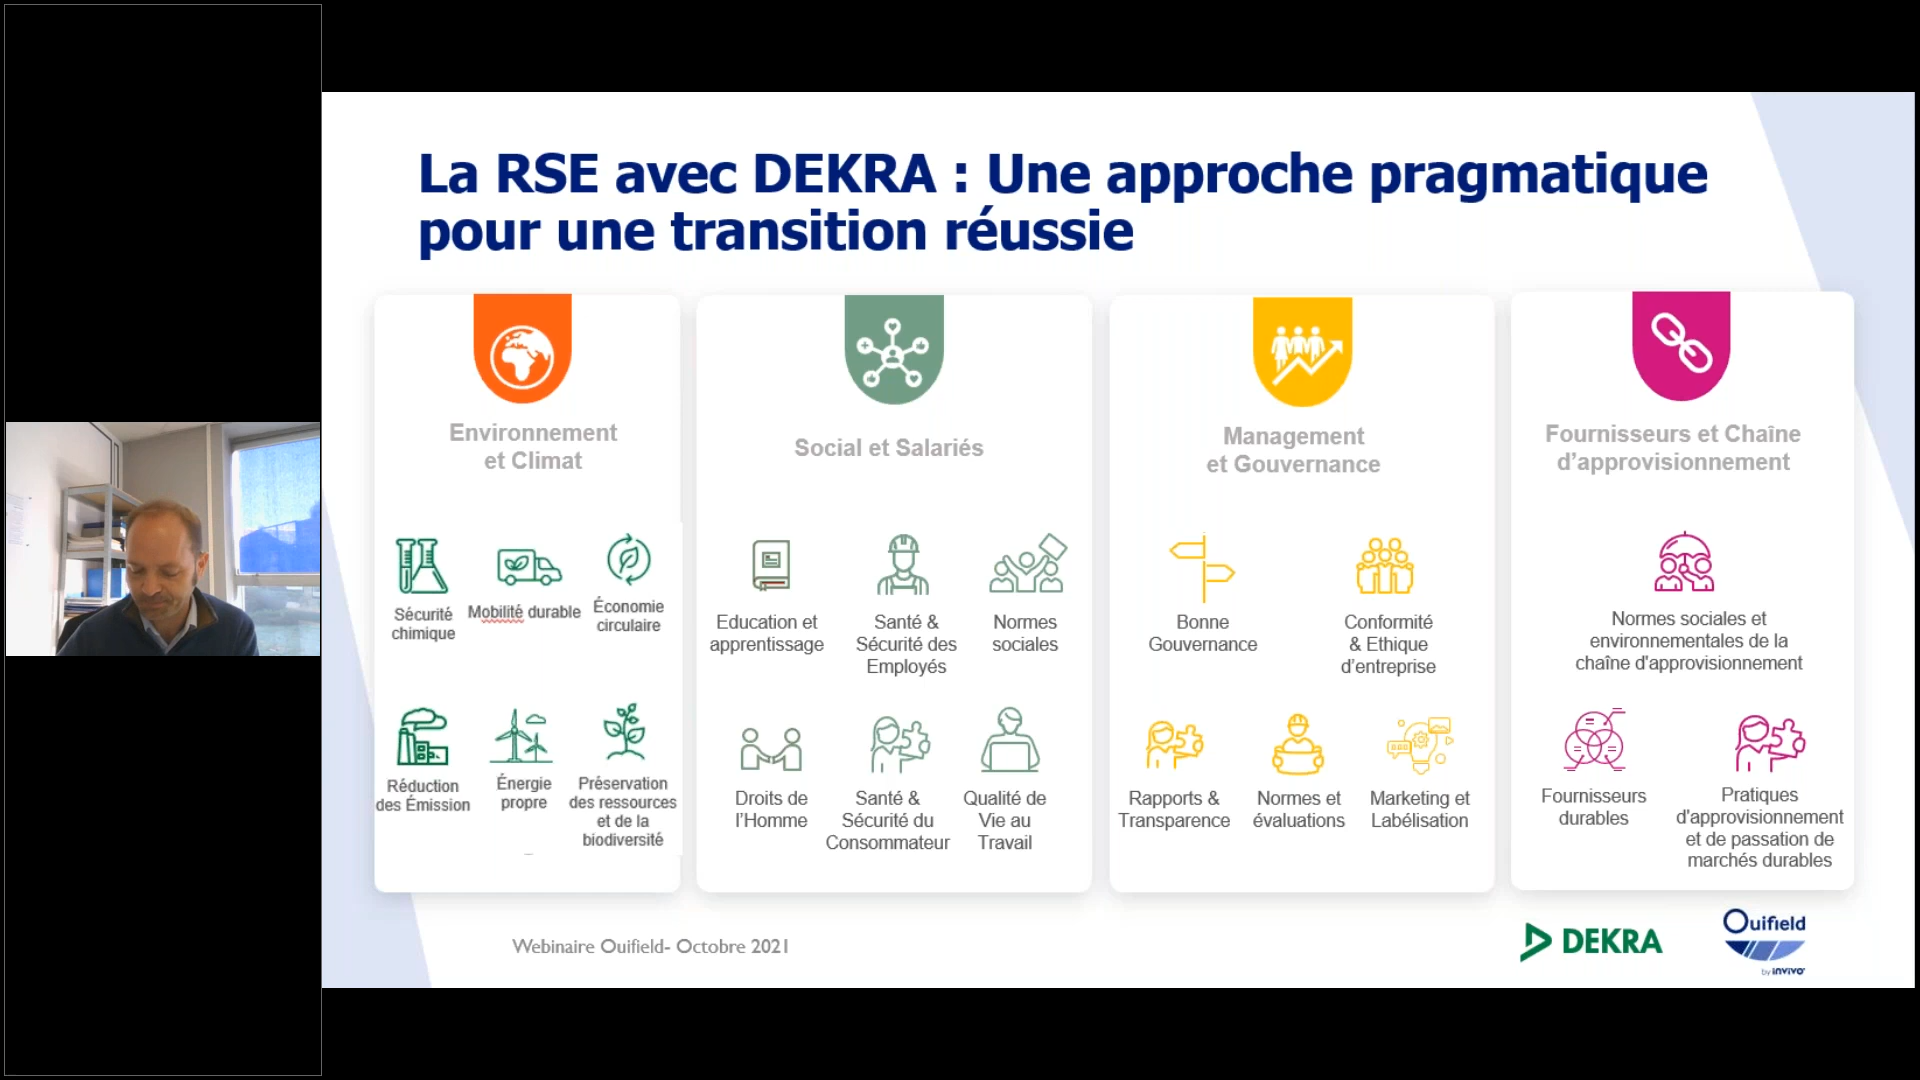 La RSE avec DEKRA : Une approche pragmatique
pour une transition réussie
Environnement
et Climat
Sécurité
chimique
Mobilité durable
Économie
circulaire
Réduction
des Émission
Énergie
propre
Préservation
des ressources
et de la
biodiversité
Social et Salariés
Education et
apprentissage
Santé &
Sécurité des
Employés
Normes
sociales
Droits de
l'Homme
Santé &
Sécurité du
Consommateur
Qualité de
Vie au
Travail
Management
et Gouvernance
Bonne
Gouvernance
Conformité
& Ethique
d'entreprise
Rapports &
Transparence
Normes et
évaluations
Marketing et
Labélisation
Fournisseurs et Chaîne
d'approvisionnement
Normes sociales et
environnementales de la
chaîne d'approvisionnement
Fournisseurs
durables
Pratiques
d'approvisionnement
et de passation de
marchés durables
Webinaire Ouifield- Octobre 2021
DEKRA
Ouifield
by invivo